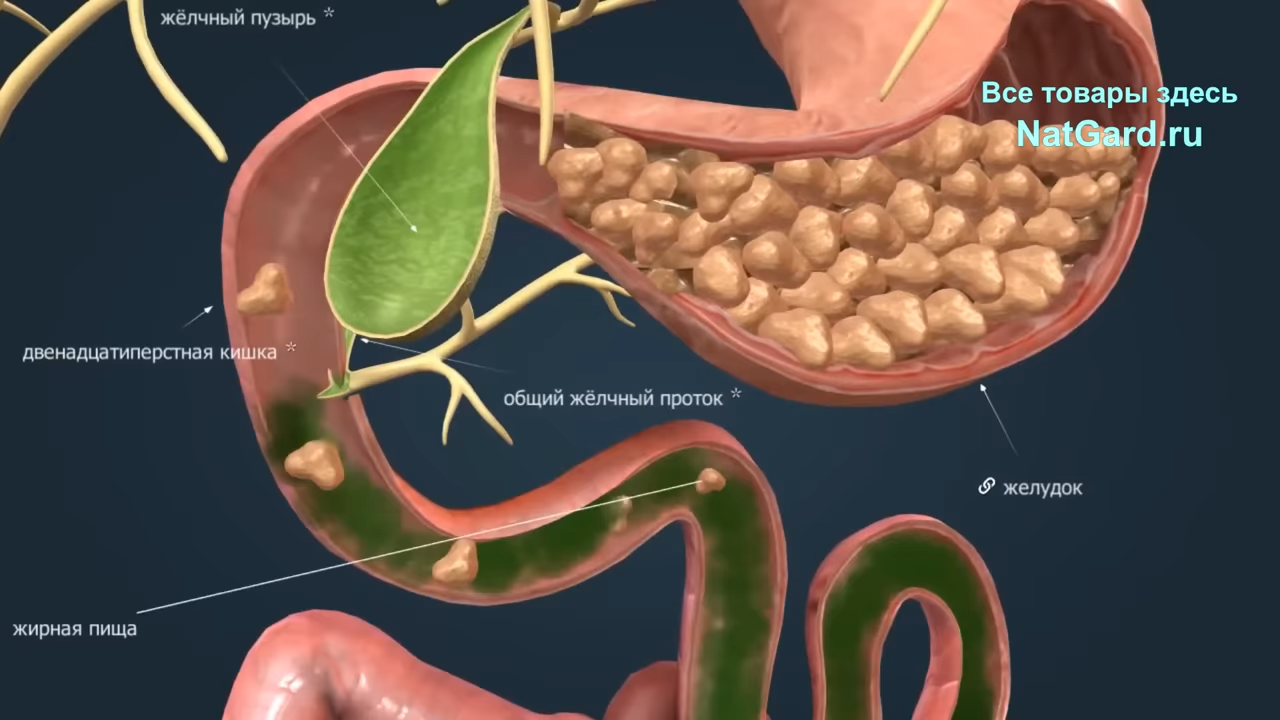 жёлчный пузырь *
Все товары здесь
NatGard.ru
двенадцатиперстная кишка *
общий жёлчный проток *
желудок
жирная пища